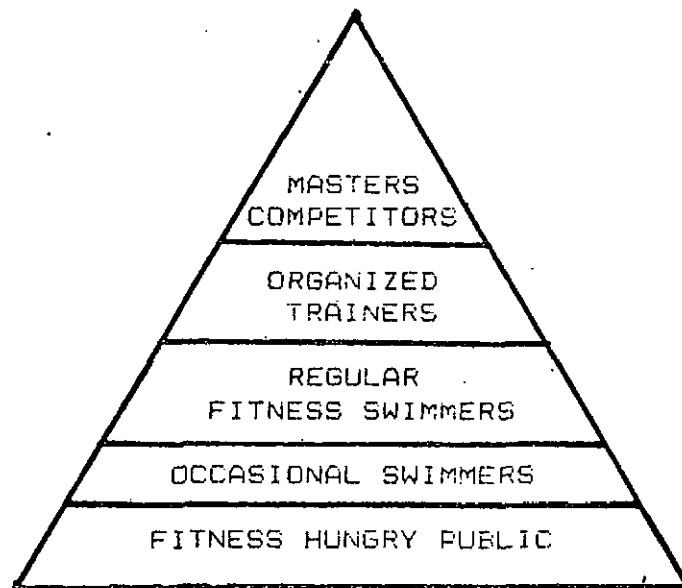 MASTERS
COMPETITORS
ORGANIZED
TRAINERS
REGULAR
FITNESS SWIMMERS
OCCASIONAL SWIMMERS
FITNESS HUNGRY PUBLIC